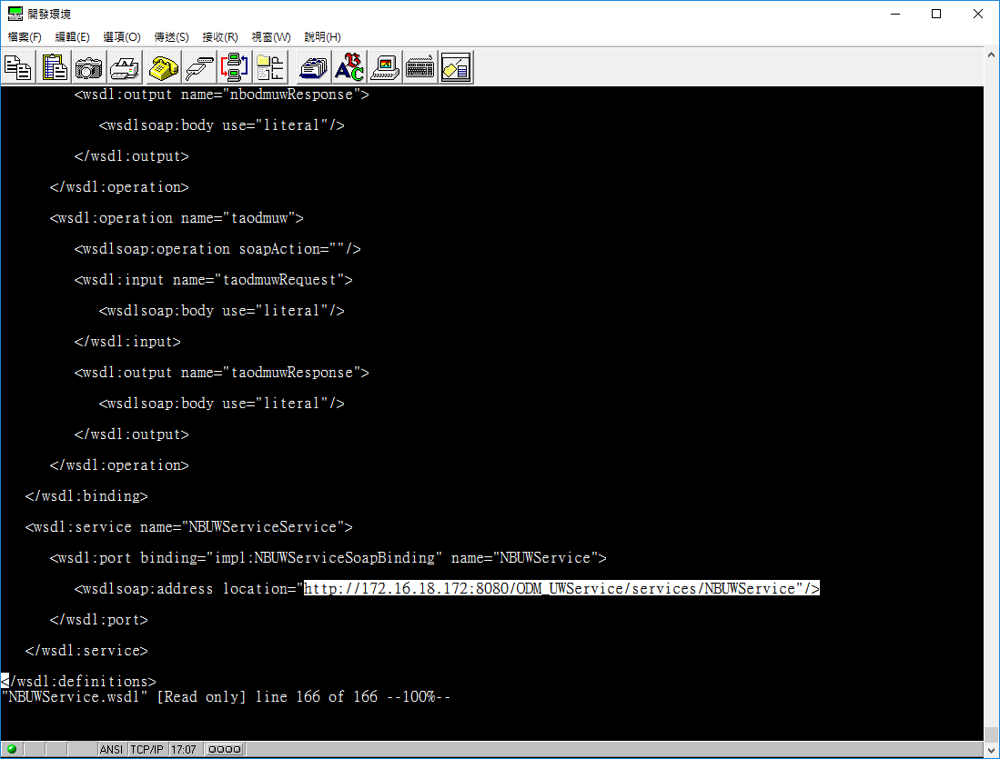 開發環境
檔案(F) 編輯(E) 選項(O) 傳送(S) 接收(R) 視窗(W) 說明(H)
<wsdl:output name="nbodmuwResponse">
<wsdlsoap:body use="literal"/>
</wsdl:output>
</wsdl:operation>
<wsdl:operation name="taodmuw">
<wsdlsoap:operation soapAction=""/>
<wsdl:input name="taodmuwRequest">
<wsdlsoap:body use="literal"/>
</wsdl:input>
<wsdl:output name="taodmuwResponse">
<wsdlsoap:body use="literal"/>
</wsdl:output>
</wsdl:operation>
</wsdl:binding>
<wsdl:service name="NBUWServiceService">
<wsdl:port binding="impl:NBUWServiceSoapBinding" name="NBUWService">
<wsdlsoap:address location="http://172.16.18.172:8080/ODM_UWService/services/NBUWService"/>
</wsdl:port>
</wsdl:service>
</wsdl:definitions>
"NBUWService.wsdl" [Read only] line 166 of 166 --100%--
ANSI TCP/IP 17:07